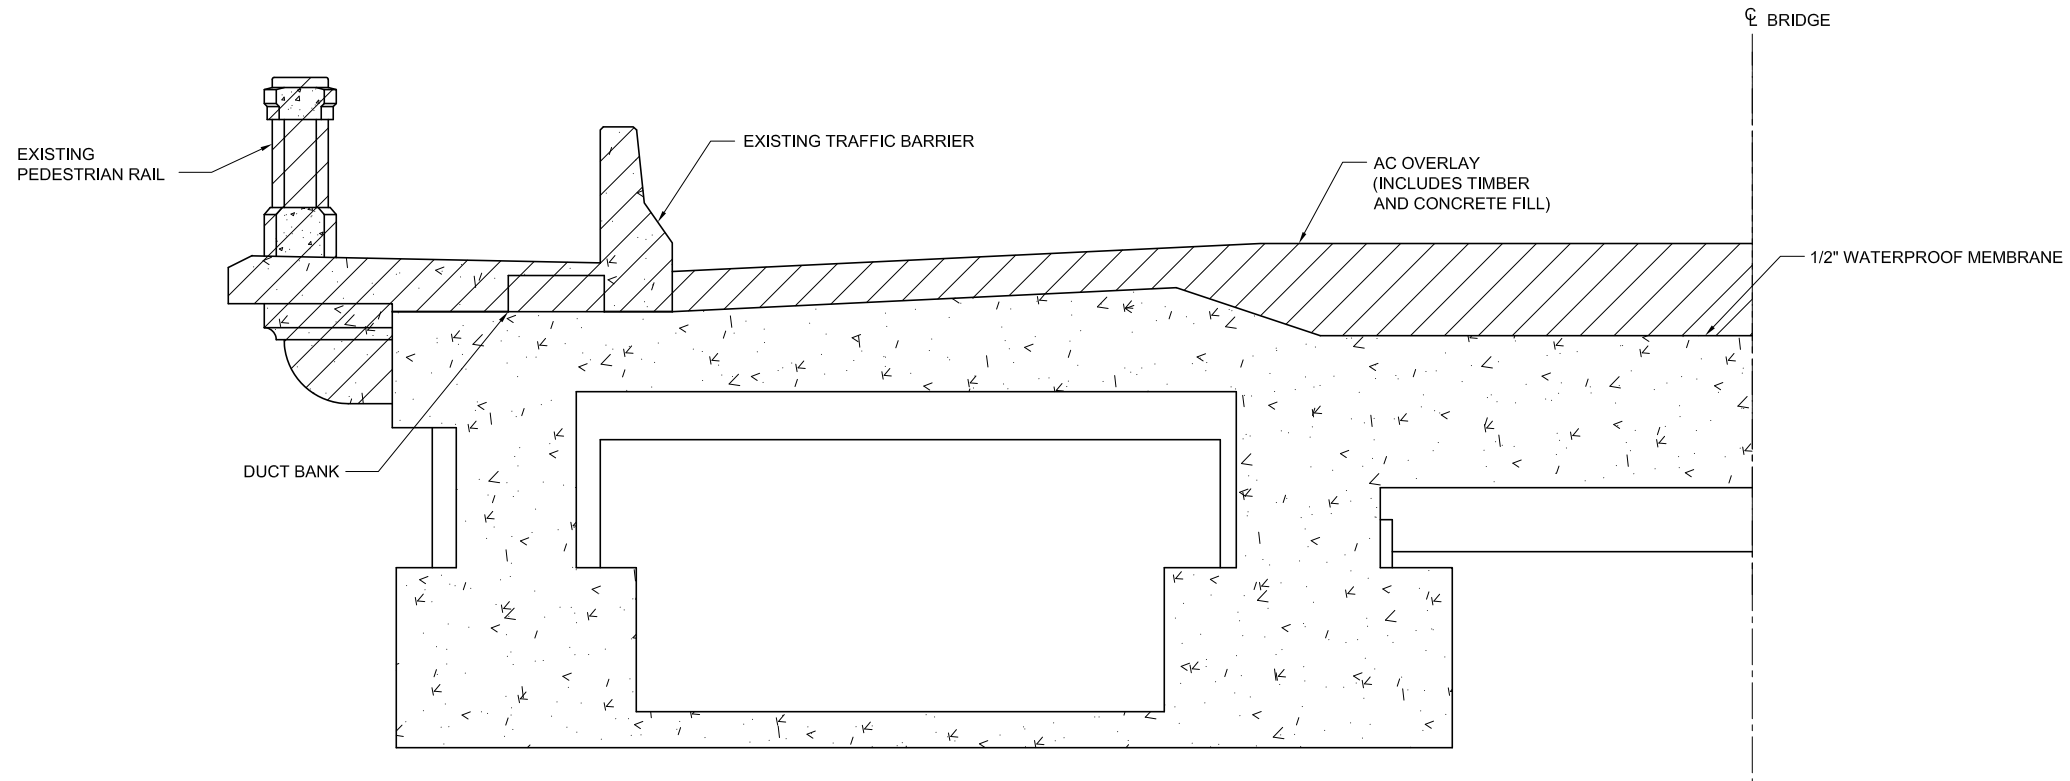 ℄ BRIDGE
EXISTING TRAFFIC BARRIER
EXISTING
PEDESTRIAN RAIL
AC OVERLAY
(INCLUDES TIMBER
AND CONCRETE FILL)
1/2" WATERPROOF MEMBRANE
DUCT BANK